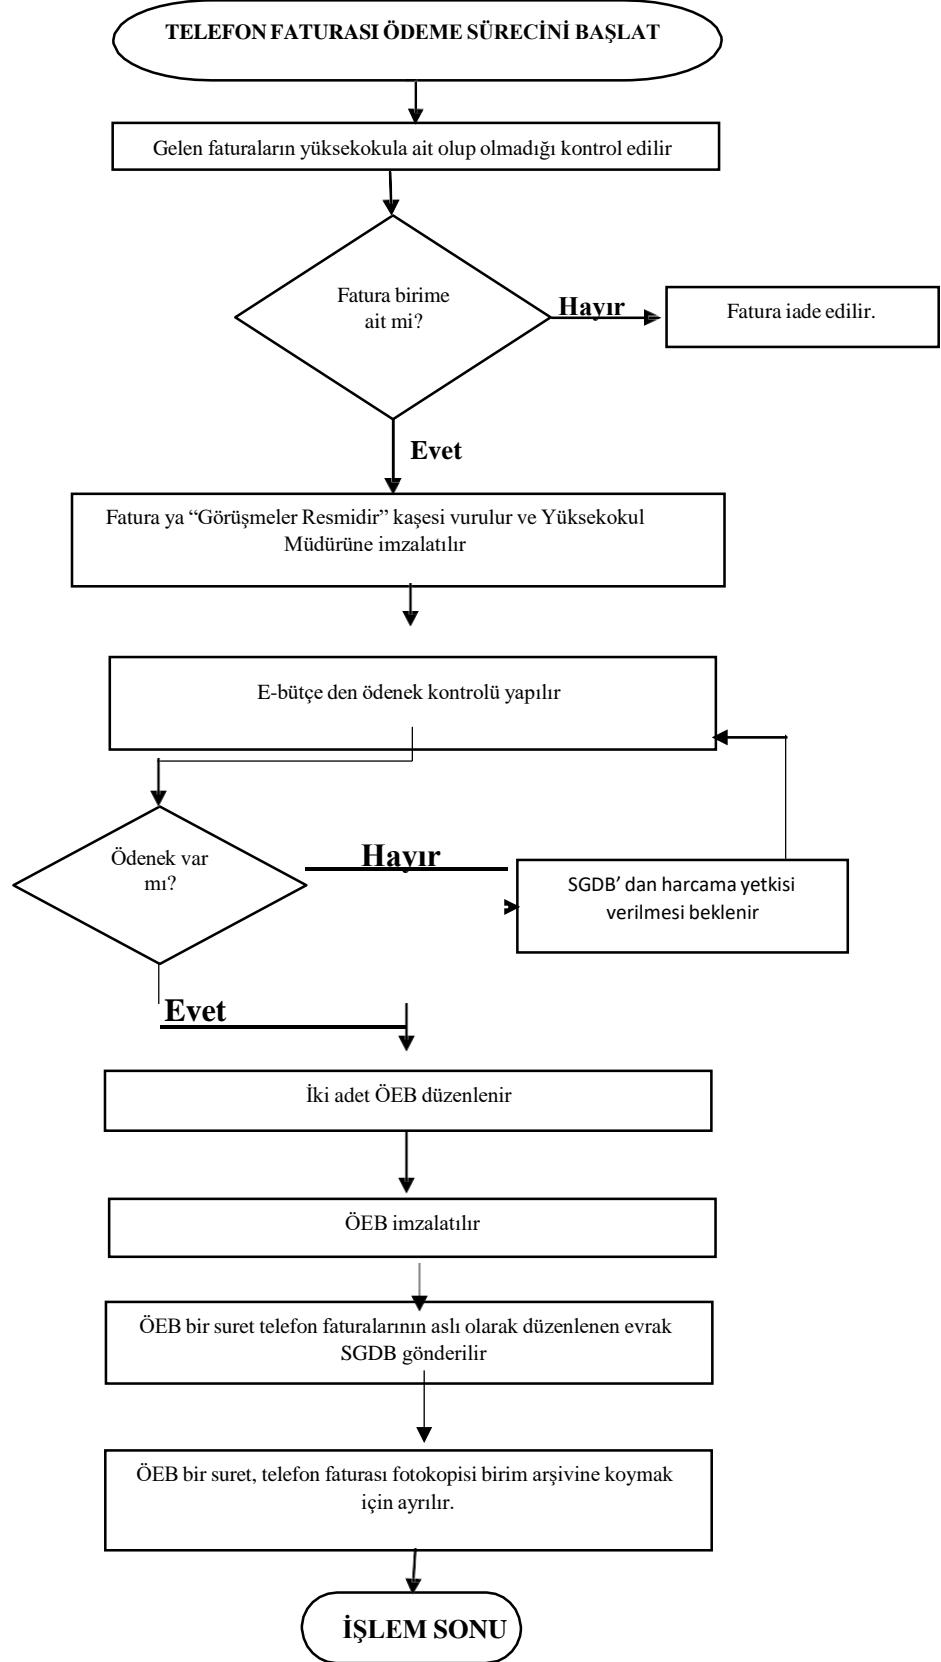 TELEFON FATURASI ÖDEME SÜRECİNİ BAŞLAT
Gelen faturaların yüksekokula ait olup olmadığı kontrol edilir
Fatura birime
ait mi?
Hayır
Fatura iade edilir.
Evet
Fatura ya “Görüşmeler Resmidir” kaşesi vurulur ve Yüksekokul
Müdürüne imzalatılır
E-bütçe den ödenek kontrolü yapılır
Ödenek var
mı?
Hayır
SGDB’ dan harcama yetkisi
verilmesi beklenir
Evet
İki adet ÖEB düzenlenir
ÖEB imzalatılır
ÖEB bir suret telefon faturalarının aslı olarak düzenlenen evrak
SGDB gönderilir
ÖEB bir suret, telefon faturası fotokopisi birim arşivine koymak
için ayrılır.
İŞLEM SONU